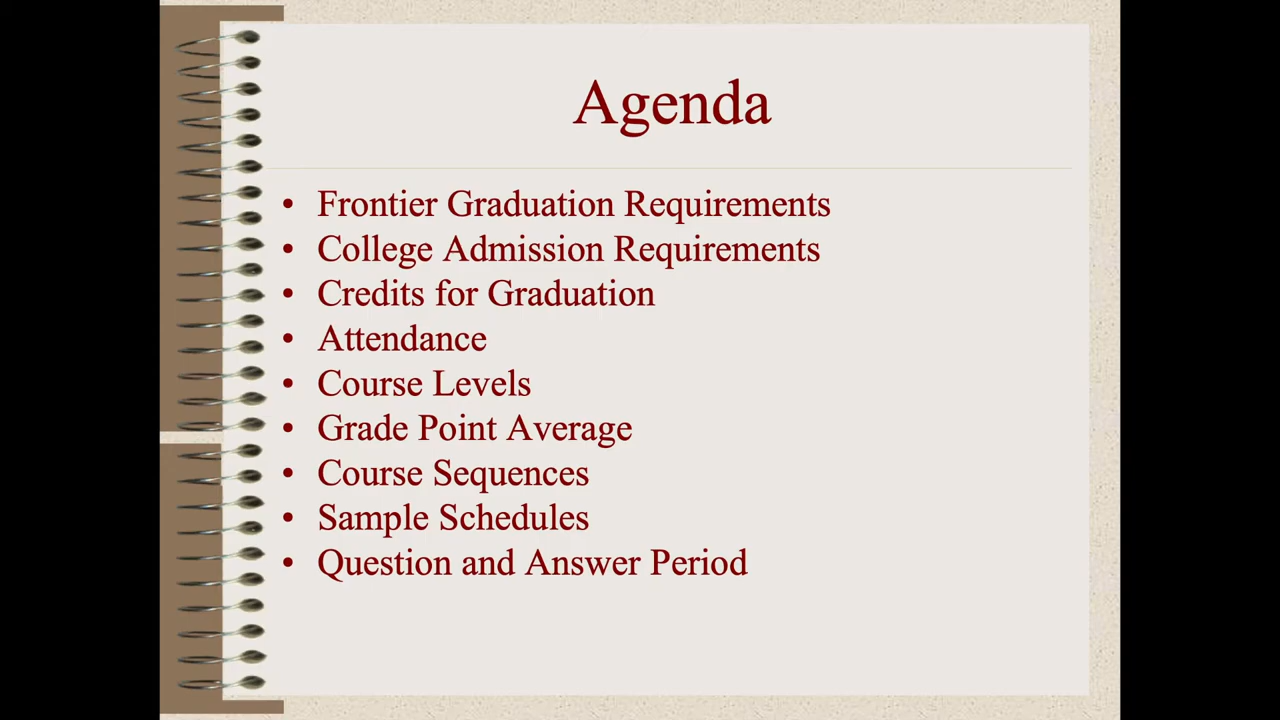 Agenda
• Frontier Graduation Requirements
• College Admission Requirements
• Credits for Graduation
• Attendance
• Course Levels
• Grade Point Average
• Course Sequences
• Sample Schedules
• Question and Answer Period